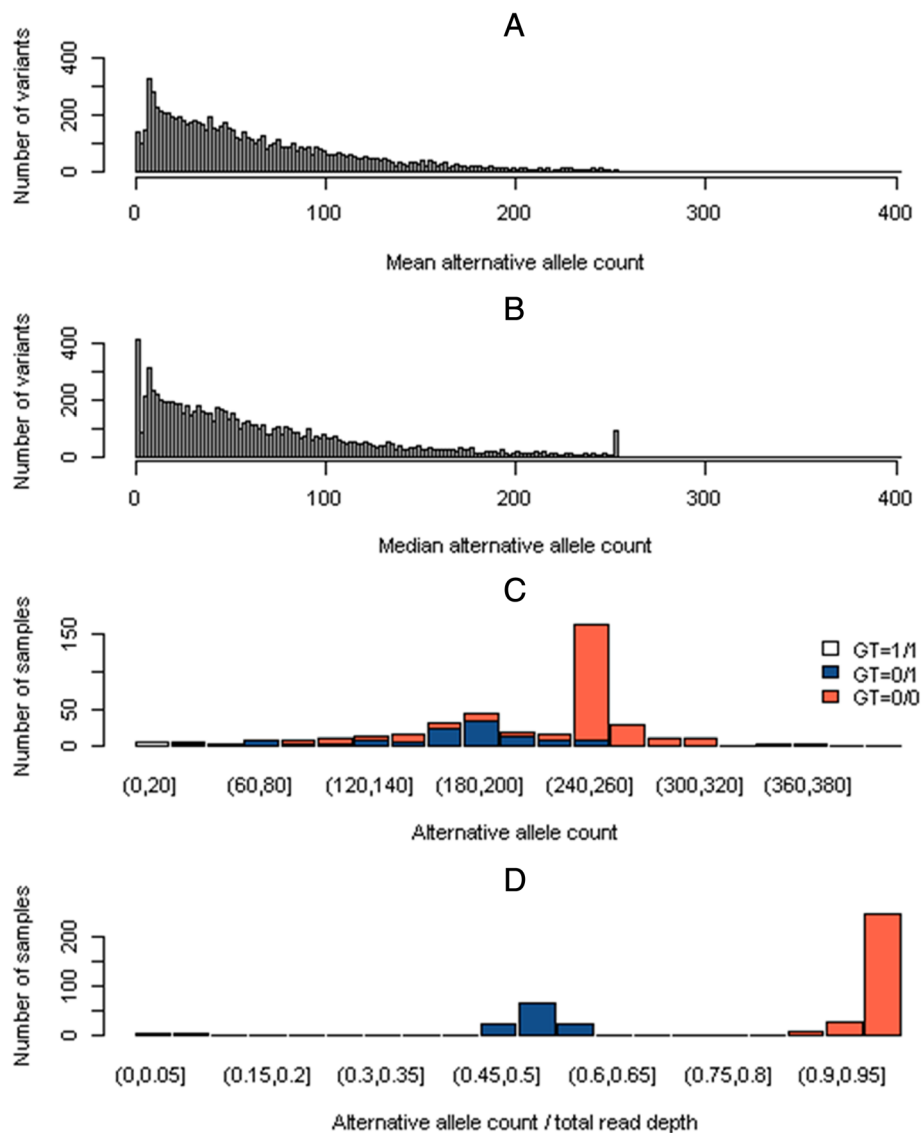 A
Number of variants
400
200
0
0 100 200 300 400
Mean alternative allele count
B
Number of variants
400
200
0
0 100 200 300 400
Median alternative allele count
C
Number of samples
150
50
0
GT=1/1
GT=0/1
GT=0/0
(0,20] (60,80] (120,140] (180,200] (240,260] (300,320] (360,380]
Alternative allele count
D
Number of samples
200
100
0
(0,0.05] (0.15,0.2] (0.3,0.35] (0.45,0.5] (0.6,0.65] (0.75,0.8] (0.9,0.95]
Alternative allele count / total read depth